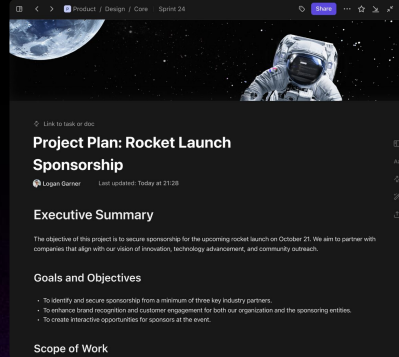 Product / Design / Core Sprint 24
Share
Link to task or doc
Project Plan: Rocket Launch
Sponsorship
Logan Garner Last updated: Today at 21:28
Executive Summary
The objective of this project is to secure sponsorship for the upcoming rocket launch on October 21. We aim to partner with
companies that align with our vision of innovation, technology advancement, and community outreach.
Goals and Objectives
• To identify and secure sponsorship from a minimum of three key industry partners.
• To enhance brand recognition and customer engagement for both our organization and the sponsoring entities.
• To create interactive opportunities for sponsors at the event.
Scope of Work